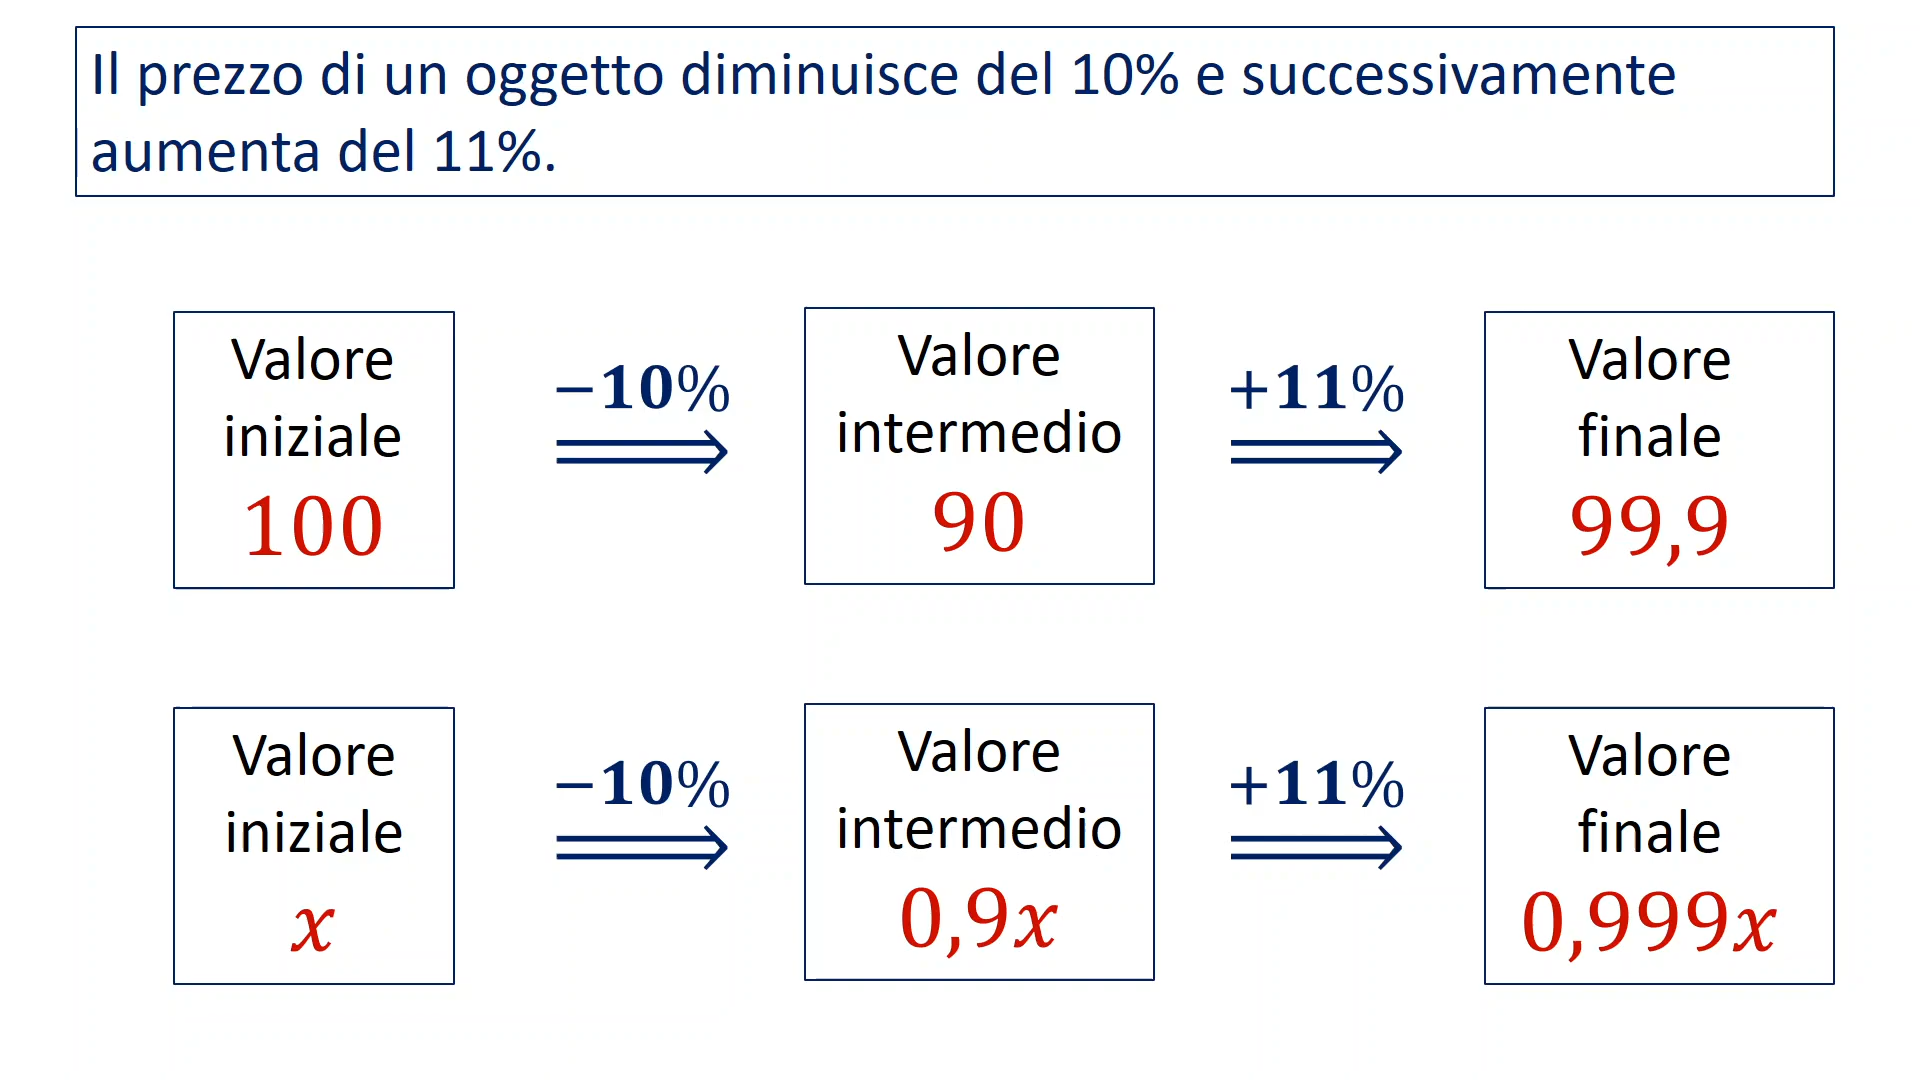 Il prezzo di un oggetto diminuisce del 10% e successivamente
aumenta del 11%.
Valore
iniziale
100
−10%
Valore
intermedio
90
+11%
Valore
finale
99,9
Valore
iniziale
x
−10%
Valore
intermedio
0,9x
+11%
Valore
finale
0,999x